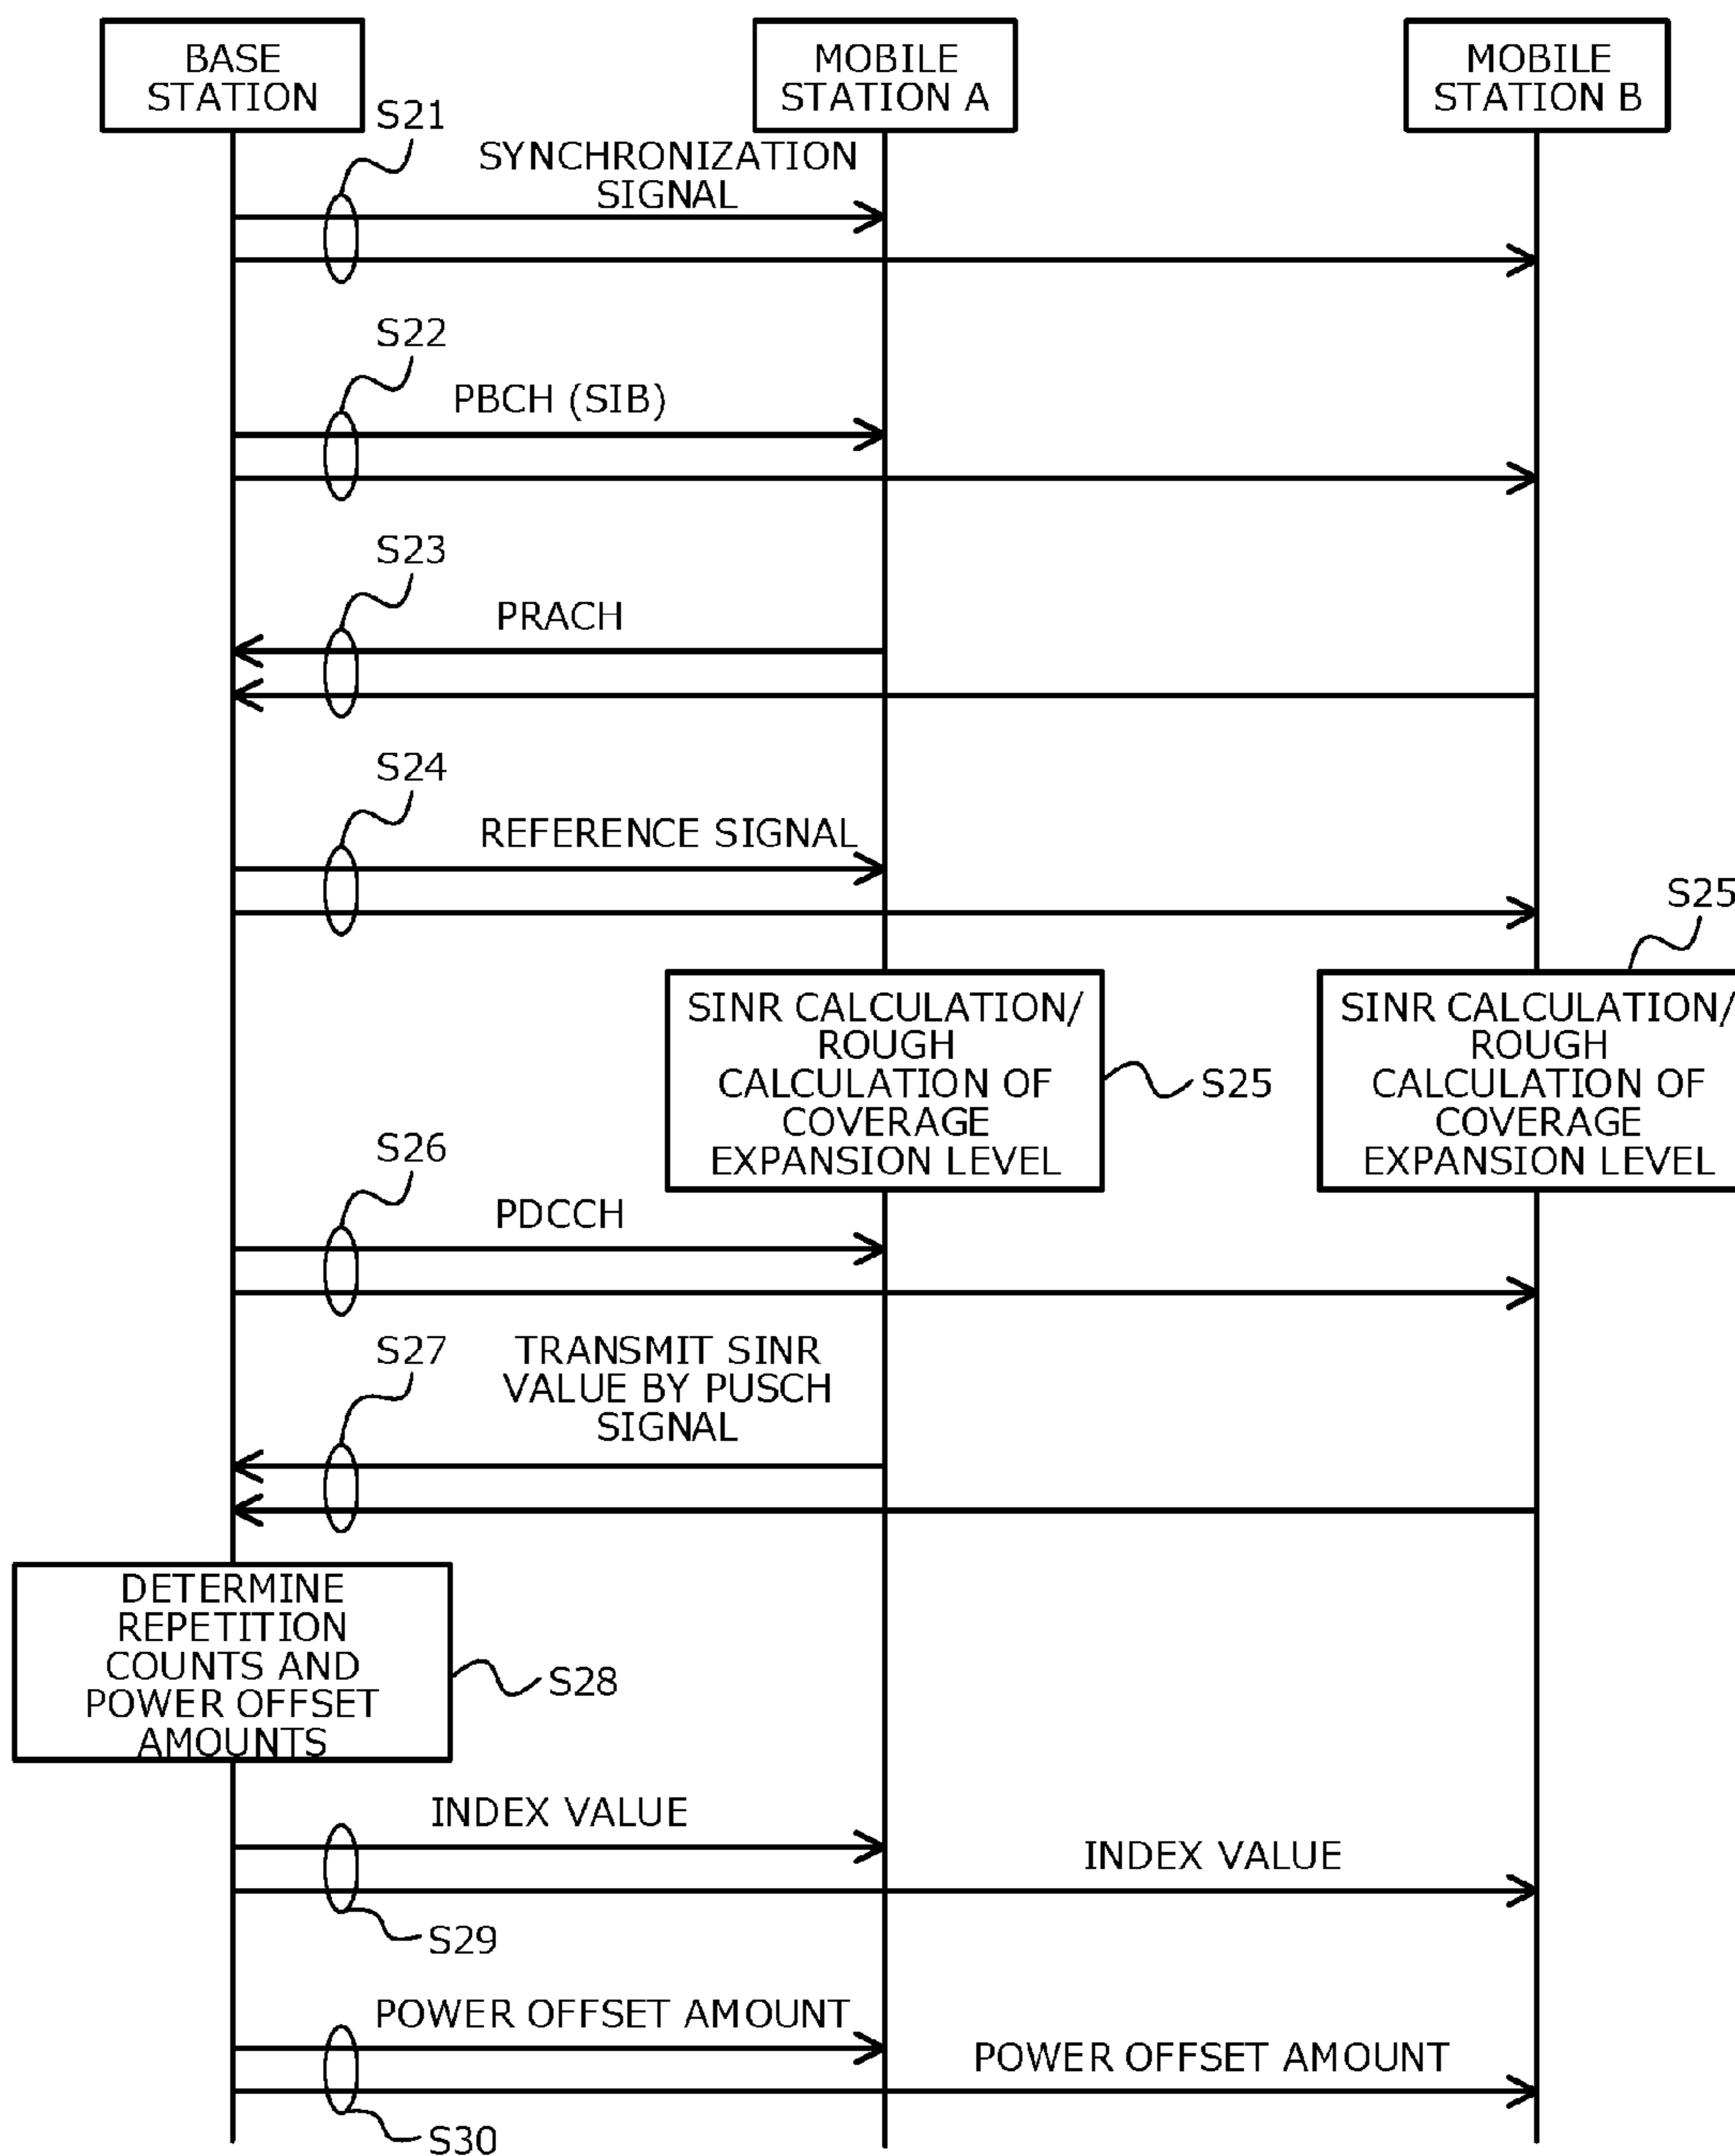 BASE
STATION
MOBILE
STATION A
MOBILE
STATION B
S21
SYNCHRONIZATION
SIGNAL
S22
PBCH (SIB)
S23
PRACH
S24
REFERENCE SIGNAL
S25
SINR CALCULATION/
ROUGH
CALCULATION OF
COVERAGE
EXPANSION LEVEL
S25
SINR CALCULATION/
ROUGH
CALCULATION OF
COVERAGE
EXPANSION LEVEL
S26
PDCCH
S27
TRANSMIT SINR
VALUE BY PUSCH
SIGNAL
DETERMINE
REPETITION
COUNTS AND
POWER OFFSET
AMOUNTS
S28
INDEX VALUE
INDEX VALUE
S29
POWER OFFSET AMOUNT
POWER OFFSET AMOUNT
S30